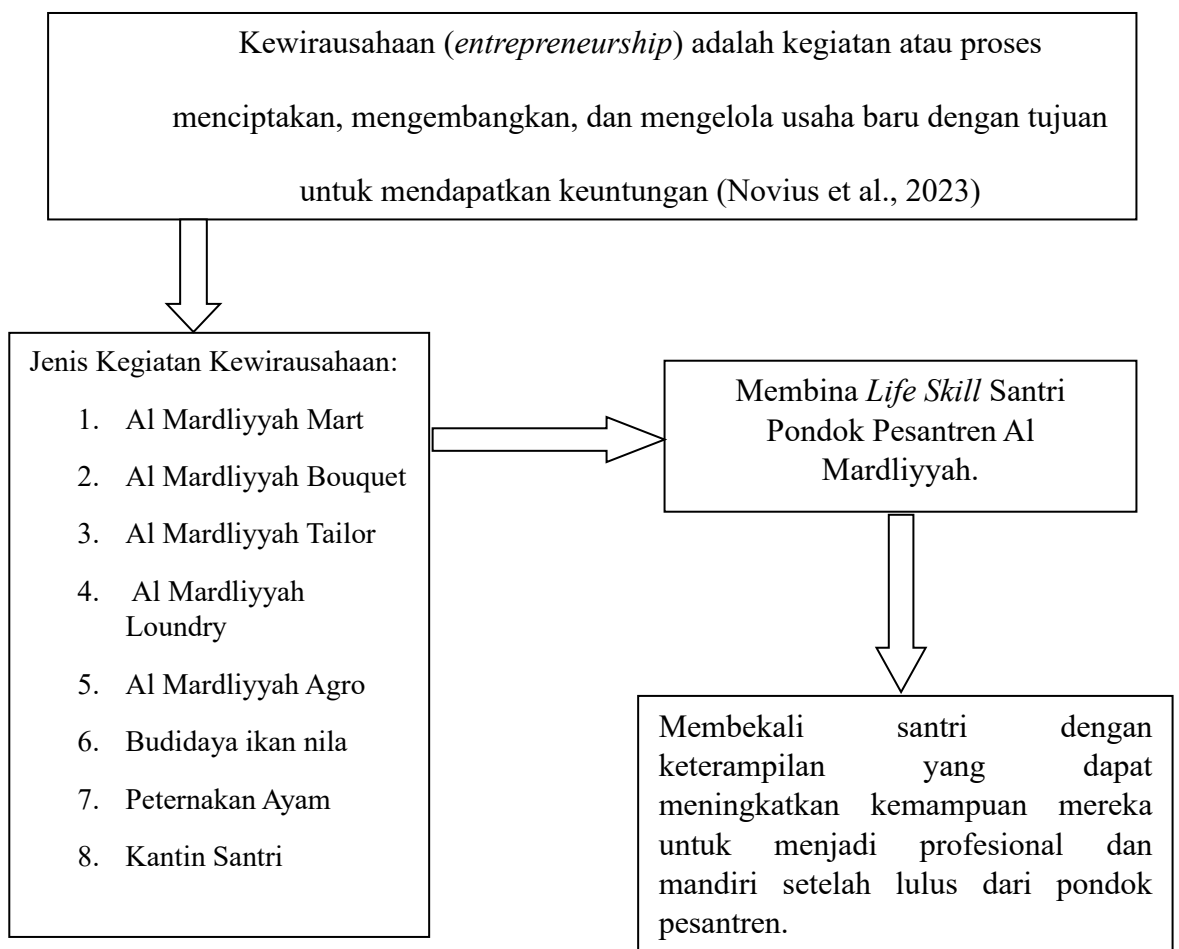 Kewirausahaan (entrepreneurship) adalah kegiatan atau proses
menciptakan, mengembangkan, dan mengelola usaha baru dengan tujuan
untuk mendapatkan keuntungan (Novius et al., 2023)
Jenis Kegiatan Kewirausahaan:
1. Al Mardliyyah Mart
2. Al Mardliyyah Bouquet
3. Al Mardliyyah Tailor
4. Al Mardliyyah
Loundry
5. Al Mardliyyah Agro
6. Budidaya ikan nila
7. Peternakan Ayam
8. Kantin Santri
Membina Life Skill Santri
Pondok Pesantren Al
Mardliyyah.
Membekali santri dengan
keterampilan yang dapat
meningkatkan kemampuan mereka
untuk menjadi profesional dan
mandiri setelah lulus dari pondok
pesantren.